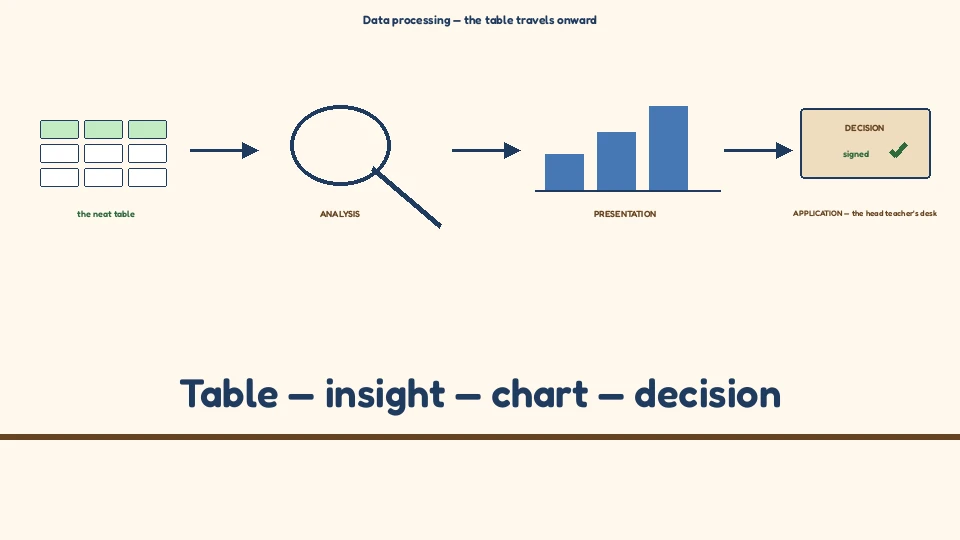 Data processing — the table travels onward
DECISION
signed
the neat table
ANALYSIS
PRESENTATION
APPLICATION — the head teacher's desk
Table — insight — chart — decision